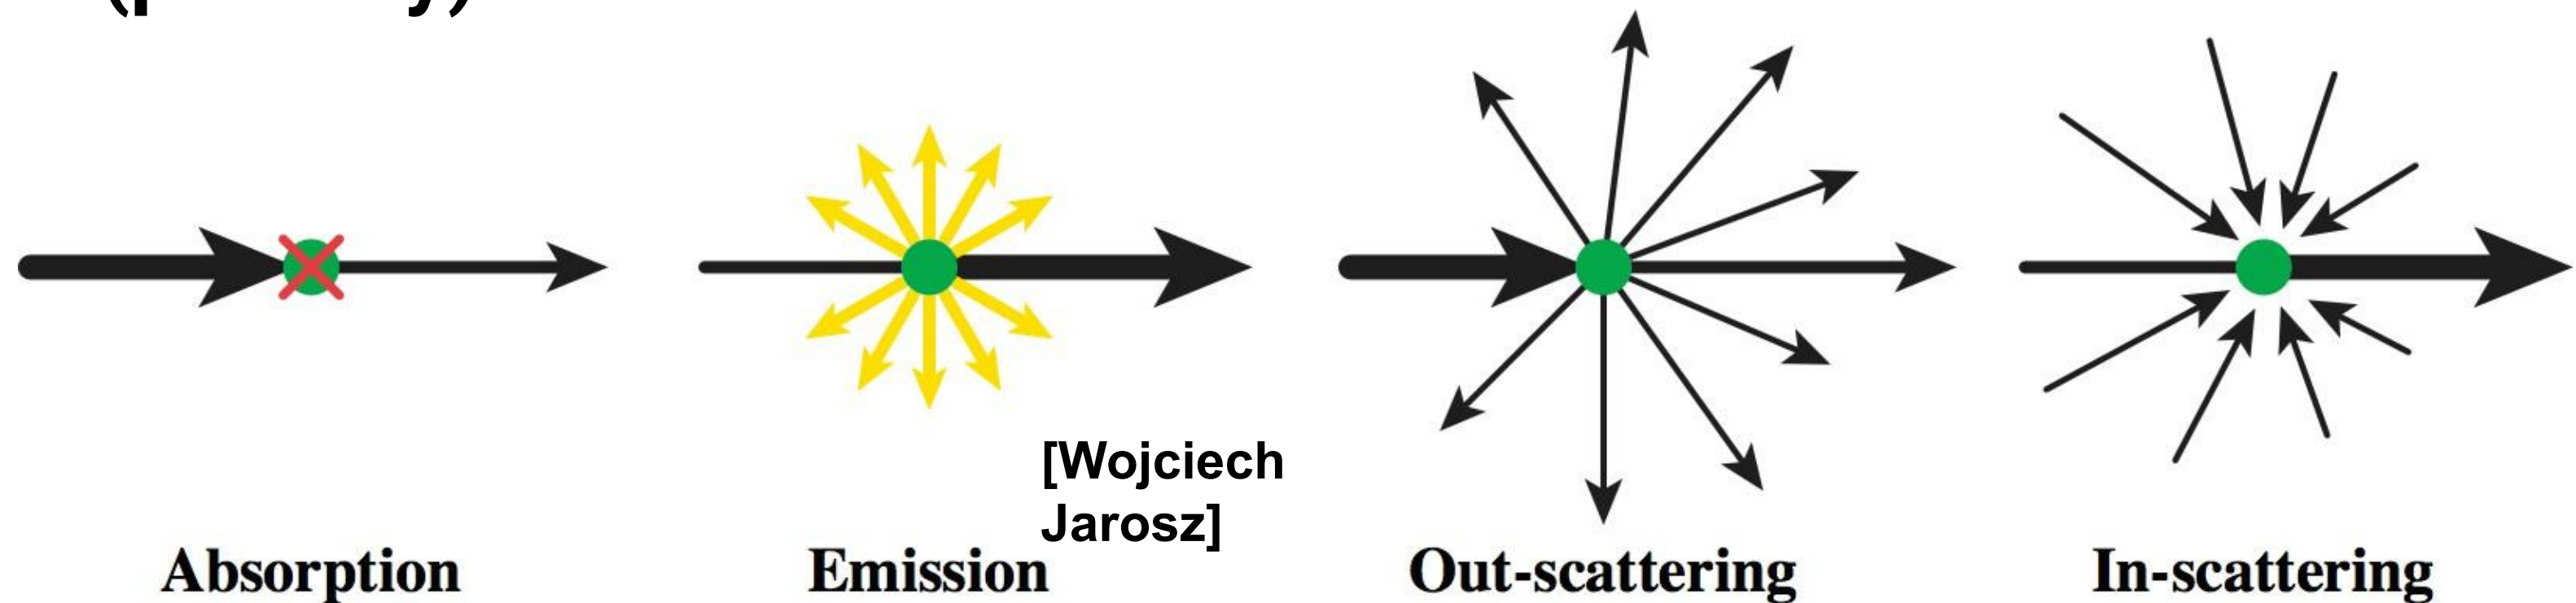 [Wojciech
Jarosz]
Absorption
Emission
Out-scattering
In-scattering